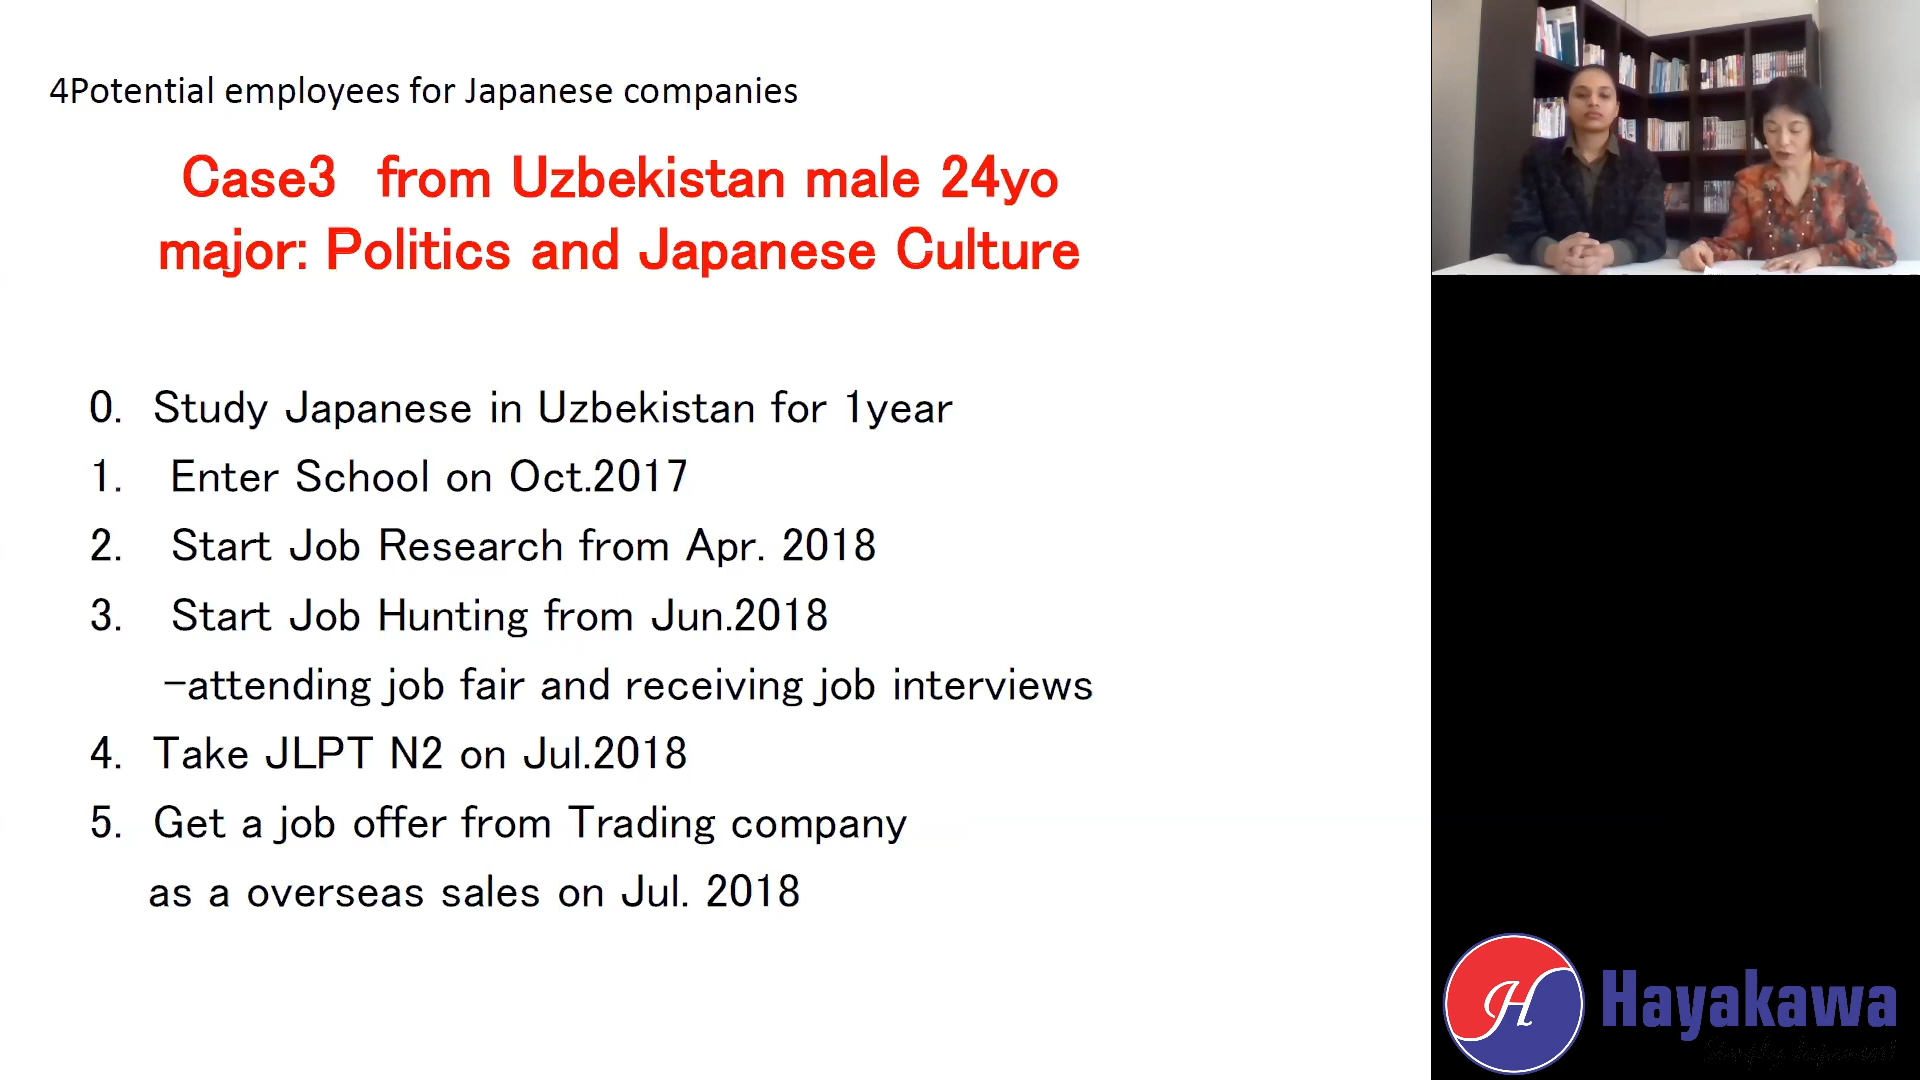 4Potential employees for Japanese companies
Case3 from Uzbekistan male 24yo
major: Politics and Japanese Culture
0. Study Japanese in Uzbekistan for 1year
1. Enter School on Oct.2017
2. Start Job Research from Apr. 2018
3. Start Job Hunting from Jun.2018
−attending job fair and receiving job interviews
4. Take JLPT N2 on Jul.2018
5. Get a job offer from Trading company
as a overseas sales on Jul. 2018
H
Hayakawa